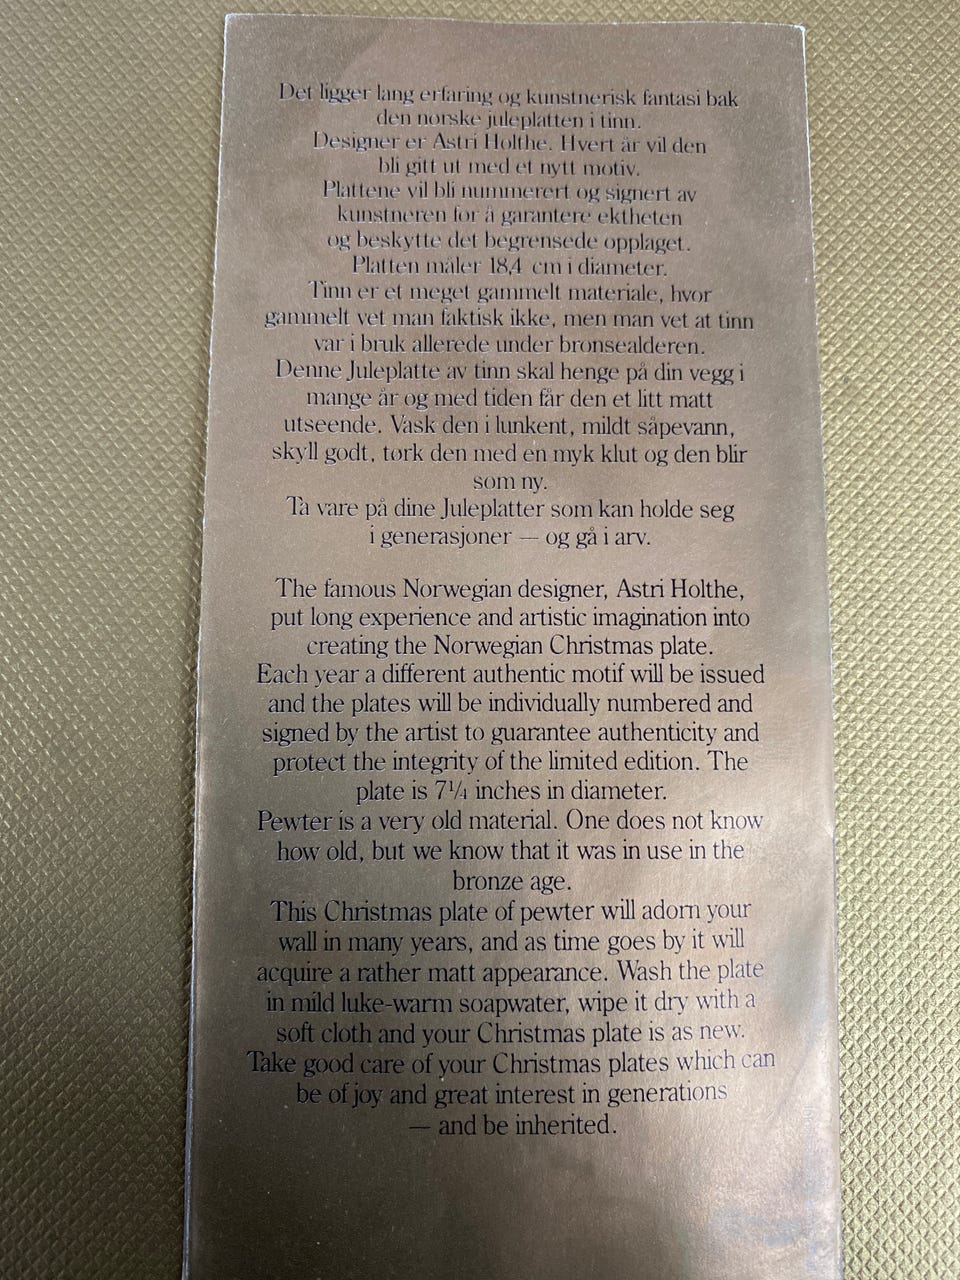 Det ligger lang erfaring og kunstnerisk fantasi bak
den norske juleplatten i tinn.
Designer er Astri Holthe. Hvert år vil den
bli gitt ut med et nytt motiv.
Plattene vil bli nummerert og signert av
kunstneren for å garantere ektheten
og beskytte det begrensede opplaget.
Platten måler 18,4 cm i diameter.
Tinn er et meget gammelt materiale, hvor
gammelt vet man faktisk ikke, men man vet at tinn
var i bruk allerede under bronsealderen.
Denne Juleplatte av tinn skal henge på din vegg i
mange år og med tiden får den et litt matt
utseende. Vask den i lunkent, mildt såpevann,
skyll godt, tørk den med en myk klut og den blir
som ny.
Ta vare på dine Juleplatter som kan holde seg
i generasjoner — og gå i arv.

The famous Norwegian designer, Astri Holthe,
put long experience and artistic imagination into
creating the Norwegian Christmas plate.
Each year a different authentic motif will be issued
and the plates will be individually numbered and
signed by the artist to guarantee authenticity and
protect the integrity of the limited edition. The
plate is 7¼ inches in diameter.
Pewter is a very old material. One does not know
how old, but we know that it was in use in the
bronze age.
This Christmas plate of pewter will adorn your
wall in many years, and as time goes by it will
acquire a rather matt appearance. Wash the plate
in mild luke-warm soapwater, wipe it dry with a
soft cloth and your Christmas plate is as new.
Take good care of your Christmas plates which can
be of joy and great interest in generations
— and be inherited.